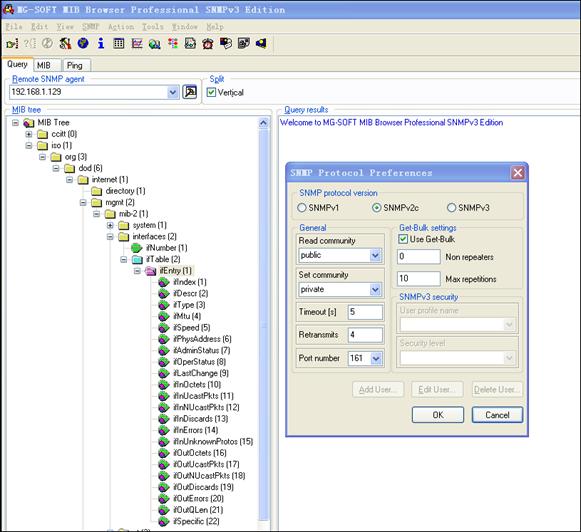 MG-SOFT MIB Browser Professional SNMPv3 Edition
File Edit View SNMP Action Tools Window Help
Query MIB Ping
Remote SNMP agent
192.168.1.129
Split
Vertical
MIB tree
MIB Tree
ccitt (0)
iso (1)
org (3)
dod (6)
internet (1)
directory (1)
mgmt (2)
mib-2 (1)
system (1)
interfaces (2)
ifNumber (1)
ifTable (2)
ifEntry (1)
ifIndex (1)
ifDescr (2)
ifType (3)
ifMtu (4)
ifSpeed (5)
ifPhysAddress (6)
ifAdminStatus (7)
ifOperStatus (8)
ifLastChange (9)
ifInOctets (10)
ifInUcastPkts (11)
ifInNUcastPkts (12)
ifInDiscards (13)
ifInErrors (14)
ifInUnknownProtos (15)
ifOutOctets (16)
ifOutUcastPkts (17)
ifOutNUcastPkts (18)
ifOutDiscards (19)
ifOutErrors (20)
ifOutQLen (21)
ifSpecific (22)
Query results
Welcome to MG-SOFT MIB Browser Professional SNMPv3 Edition
SNMP Protocol Preferences
SNMP protocol version
SNMPv1 SNMPv2c SNMPv3
General
Read community
public
Set community
private
Timeout [s] 5
Retransmits 4
Port number 161
Get-Bulk settings
Use Get-Bulk
0 Non repeaters
10 Max repetitions
SNMPv3 security
User profile name
Security level
Add User... Edit User... Delete User...
OK Cancel